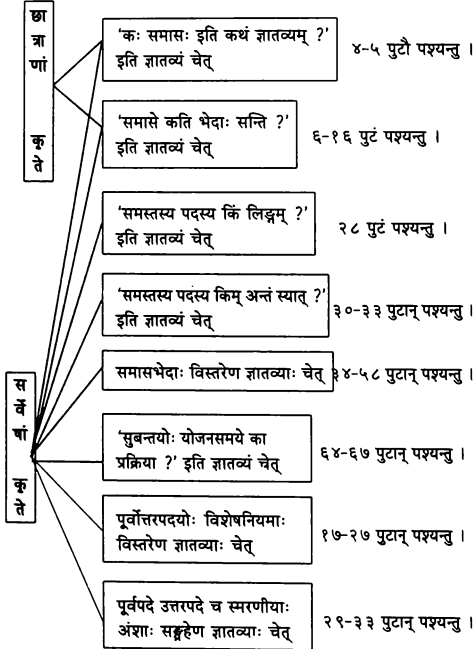 छात्राणां कृते
'कः समासः इति कथं ज्ञातव्यम् ?'
इति ज्ञातव्यं चेत्
४-५ पुटौ पश्यन्तु ।
'समासे कति भेदाः सन्ति ?'
इति ज्ञातव्यं चेत्
६-१६ पुटं पश्यन्तु ।
'समस्तस्य पदस्य किं लिङ्गम् ?'
इति ज्ञातव्यं चेत्
२८ पुटं पश्यन्तु ।
'समस्तस्य पदस्य किम् अन्तं स्यात् ?'
इति ज्ञातव्यं चेत्
३०-३३ पुटान् पश्यन्तु ।
सर्वेषां कृते
समासभेदाः विस्तरेण ज्ञातव्याः चेत्
३४-५८ पुटान् पश्यन्तु ।
'सुबन्तयोः योजनसमये का
प्रक्रिया ?' इति ज्ञातव्यं चेत्
६४-६७ पुटान् पश्यन्तु ।
पूर्वोत्तरपदयोः विशेषनियमाः
विस्तरेण ज्ञातव्याः चेत्
१७-२७ पुटान् पश्यन्तु ।
पूर्वपदे उत्तरपदे च स्मरणीयाः
अंशाः सङ्ग्रहेण ज्ञातव्याः चेत्
२९-३३ पुटान् पश्यन्तु ।